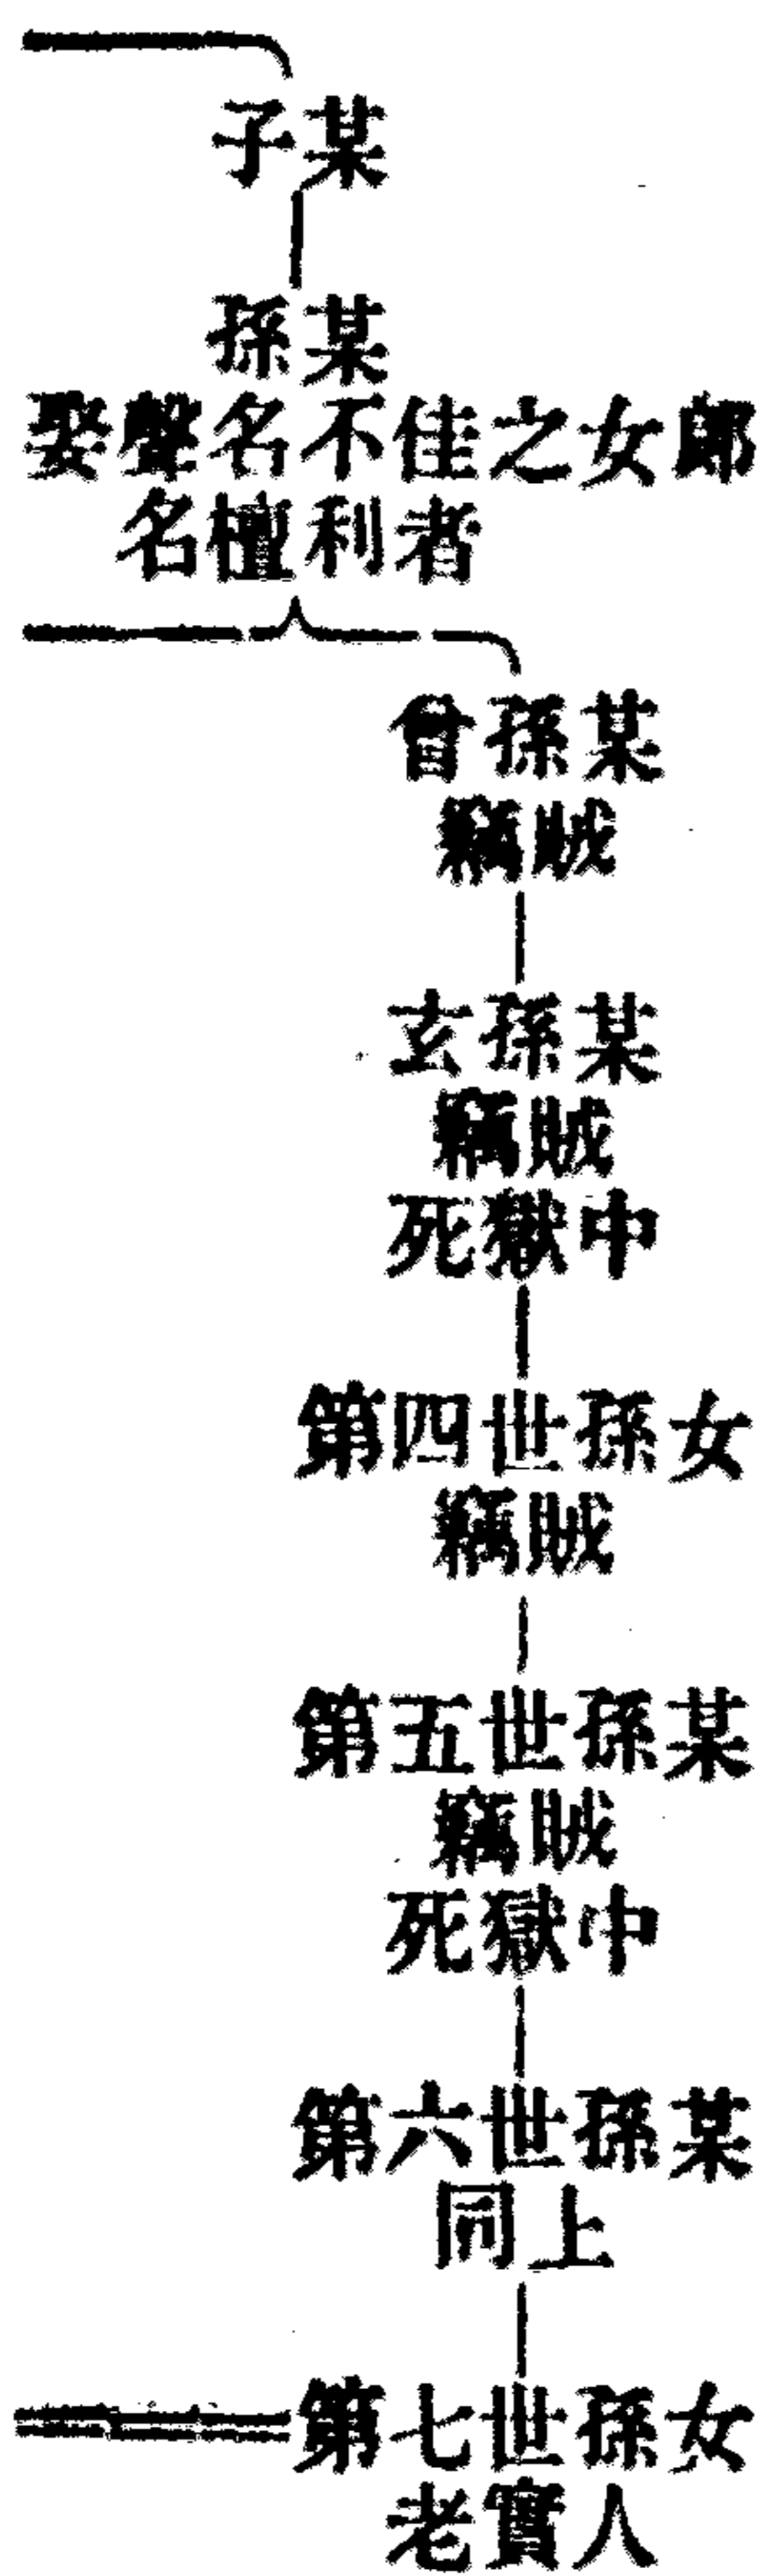 子某
孫某
娶聲名不佳之女郎
名檀利者
曾孫某
竊賊
玄孫某
竊賊
死獄中
第四世孫女
竊賊
第五世孫某
竊賊
死獄中
第六世孫某
同上
第七世孫女
老實人